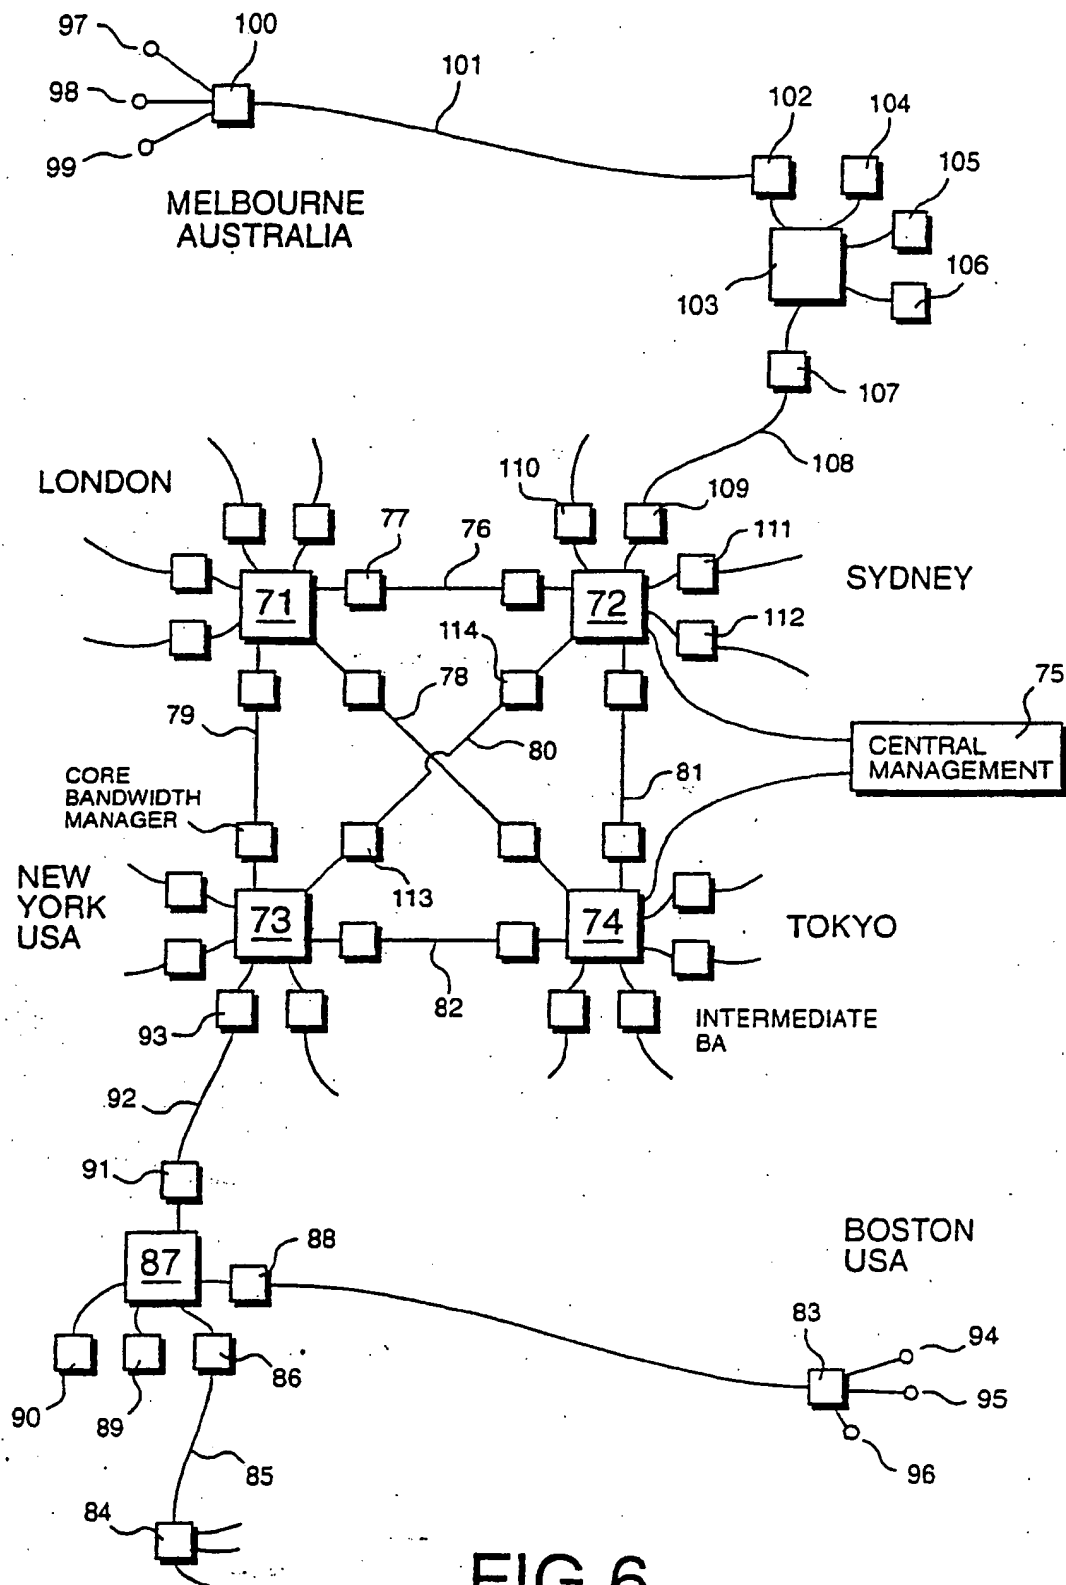 97
100
98
101
99
102
104
105
MELBOURNE
AUSTRALIA
106
103
107
108
LONDON
110
109
77
76
111
71
72
SYDNEY
114
112
78
75
79
80
CENTRAL
MANAGEMENT
81
CORE
BANDWIDTH
MANAGER
NEW
YORK
USA
113
73
74
TOKYO
82
93
INTERMEDIATE
BA
92
91
BOSTON
USA
88
87
83
94
95
86
90
89
96
85
84
FIG 6